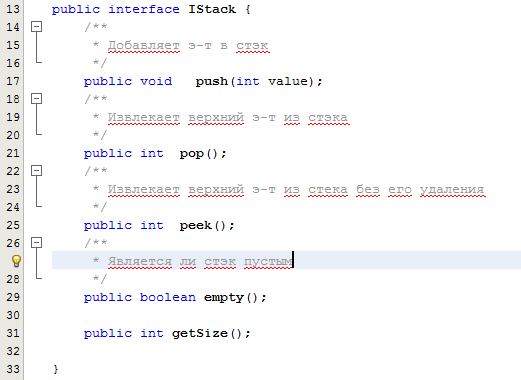 13 public interface IStack {
14 /**
15 * Добавляет э-т в стэк
16 */
17 public void push(int value);
18 /**
19 * Извлекает верхний э-т из стэка
20 */
21 public int pop();
22 /**
23 * Извлекает верхний э-т из стека без его удаления
24 */
25 public int peek();
26 /**
* Является ли стэк пустым
28 */
29 public boolean empty();
30
31 public int getSize();
32
33 }